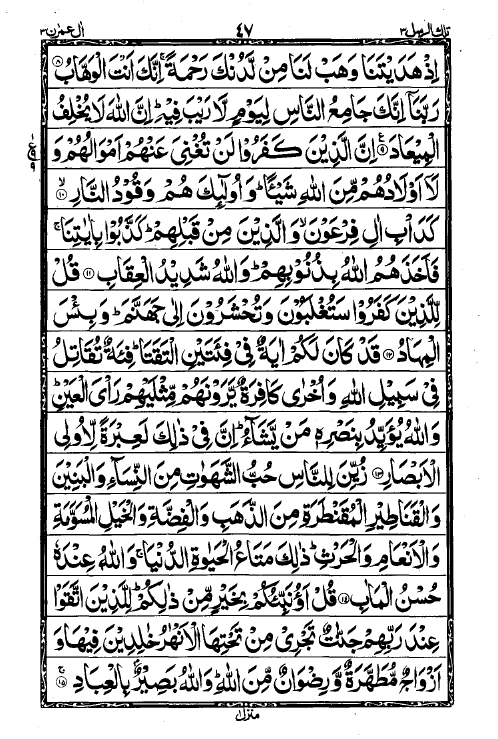 تلك الرسل ٣ ٤٧ اٰل عمرٰن ٣
اِذْ هَدَيْتَنَا وَهَبْ لَنَا مِنْ لَّدُنْكَ رَحْمَةً ۚ اِنَّكَ اَنْتَ الْوَهَّابُ ۝٨
رَبَّنَآ اِنَّكَ جَامِعُ النَّاسِ لِيَوْمٍ لَّا رَيْبَ فِيْهِ ؕ اِنَّ اللّٰهَ لَا يُخْلِفُ
الْمِيْعَادَ ۝٩ اِنَّ الَّذِيْنَ كَفَرُوْا لَنْ تُغْنِيَ عَنْهُمْ اَمْوَالُهُمْ وَ
لَآ اَوْلَادُهُمْ مِّنَ اللّٰهِ شَيْـًٔا ؕ وَاُولٰٓئِكَ هُمْ وَقُوْدُ النَّارِ ۝١٠
كَدَاْبِ اٰلِ فِرْعَوْنَ ۙ وَالَّذِيْنَ مِنْ قَبْلِهِمْ ؕ كَذَّبُوْا بِاٰيٰتِنَا ۚ
فَاَخَذَهُمُ اللّٰهُ بِذُنُوْبِهِمْ ؕ وَاللّٰهُ شَدِيْدُ الْعِقَابِ ۝١١ قُلْ
لِّلَّذِيْنَ كَفَرُوْا سَتُغْلَبُوْنَ وَتُحْشَرُوْنَ اِلٰى جَهَنَّمَ ؕ وَبِئْسَ
الْمِهَادُ ۝١٢ قَدْ كَانَ لَكُمْ اٰيَةٌ فِيْ فِئَتَيْنِ الْتَقَتَا ؕ فِئَةٌ تُقَاتِلُ
فِيْ سَبِيْلِ اللّٰهِ وَاُخْرٰى كَافِرَةٌ يَّرَوْنَهُمْ مِّثْلَيْهِمْ رَاْيَ الْعَيْنِ ؕ
وَاللّٰهُ يُؤَيِّدُ بِنَصْرِهٖ مَنْ يَّشَآءُ ؕ اِنَّ فِيْ ذٰلِكَ لَعِبْرَةً لِّاُولِي
الْاَبْصَارِ ۝١٣ زُيِّنَ لِلنَّاسِ حُبُّ الشَّهَوٰتِ مِنَ النِّسَآءِ وَالْبَنِيْنَ
وَالْقَنَاطِيْرِ الْمُقَنْطَرَةِ مِنَ الذَّهَبِ وَالْفِضَّةِ وَالْخَيْلِ الْمُسَوَّمَةِ
وَالْاَنْعَامِ وَالْحَرْثِ ؕ ذٰلِكَ مَتَاعُ الْحَيٰوةِ الدُّنْيَا ۚ وَاللّٰهُ عِنْدَهٗ
حُسْنُ الْمَاٰبِ ۝١٤ قُلْ اَؤُنَبِّئُكُمْ بِخَيْرٍ مِّنْ ذٰلِكُمْ ؕ لِلَّذِيْنَ اتَّقَوْا
عِنْدَ رَبِّهِمْ جَنّٰتٌ تَجْرِيْ مِنْ تَحْتِهَا الْاَنْهٰرُ خٰلِدِيْنَ فِيْهَا وَ
اَزْوَاجٌ مُّطَهَّرَةٌ وَّرِضْوَانٌ مِّنَ اللّٰهِ ؕ وَاللّٰهُ بَصِيْرٌۢ بِالْعِبَادِ ۝١٥
منزل